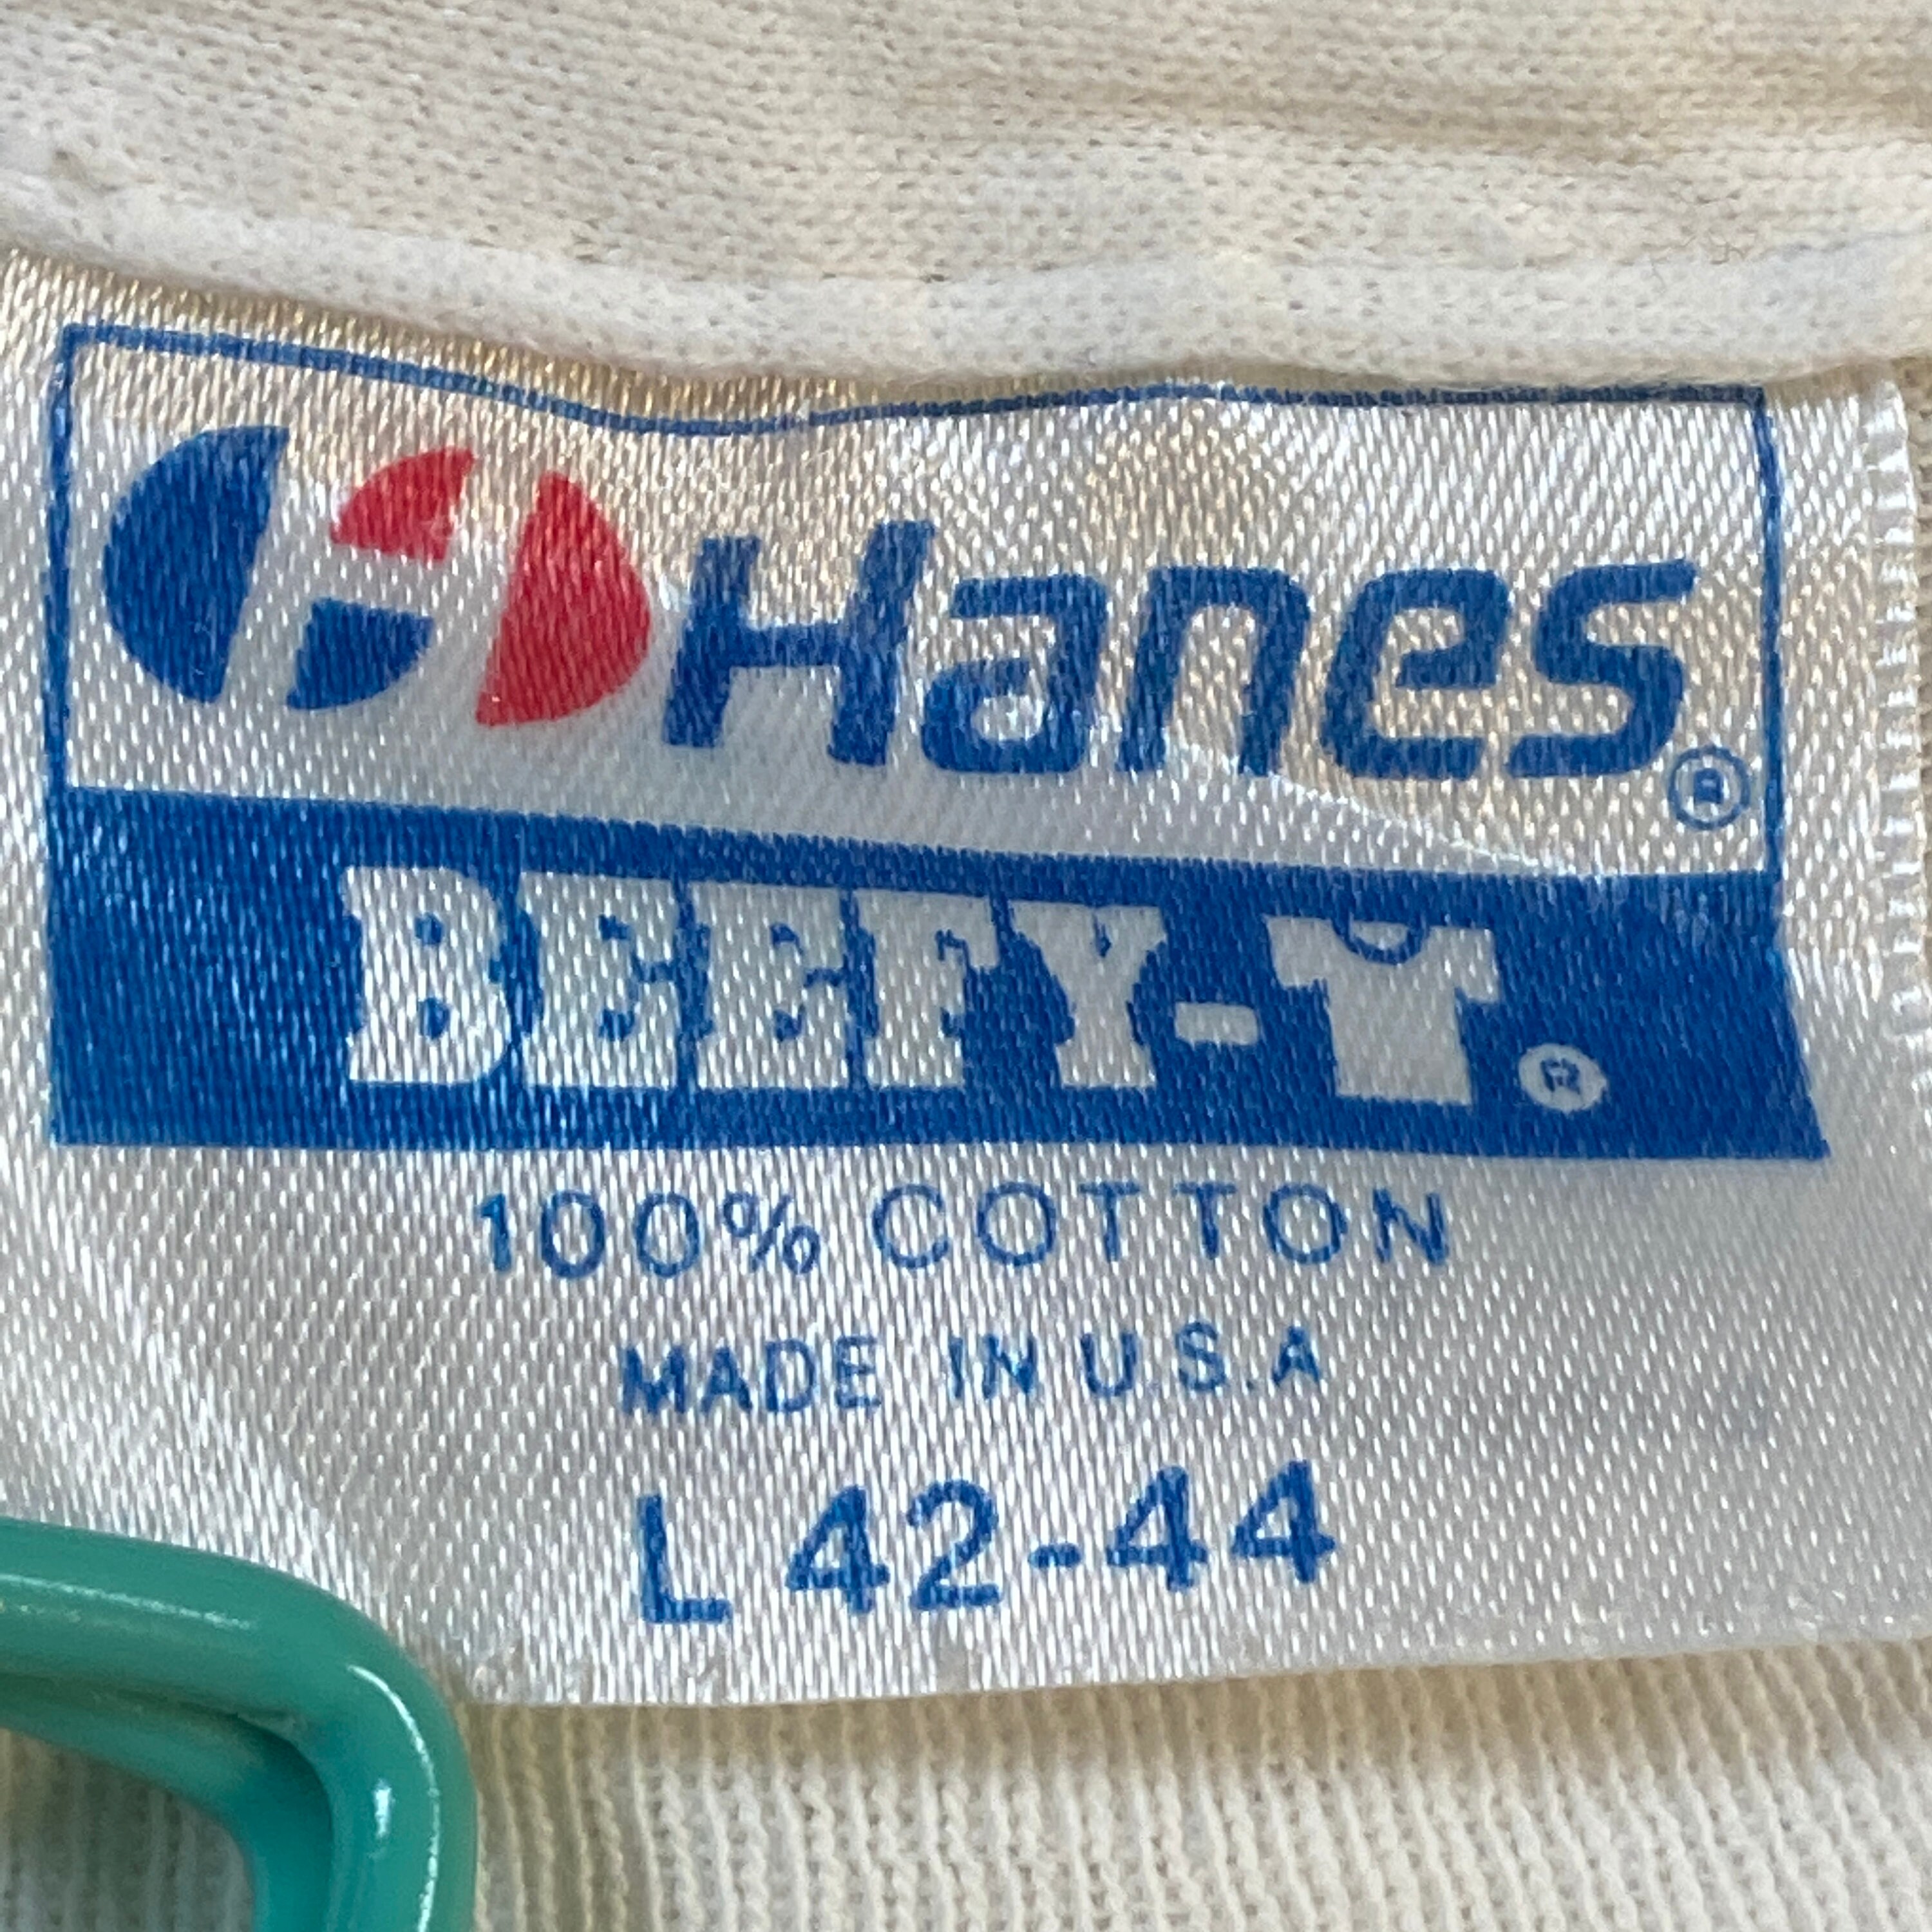 Hanes®
BEEFY-T®
100% COTTON
MADE IN U.S.A
L 42-44